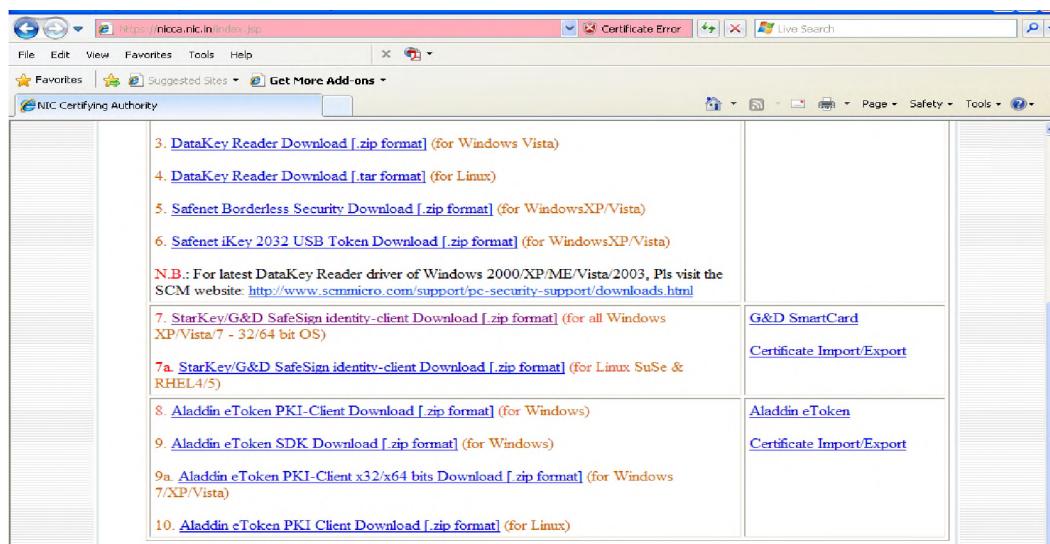 https://nicca.nic.in/index.jsp
Certificate Error
Live Search
File Edit View Favorites Tools Help
Favorites
Suggested Sites
Get More Add-ons
NIC Certifying Authority
Page Safety Tools
3. DataKey Reader Download [.zip format] (for Windows Vista)
4. DataKey Reader Download [.tar format] (for Linux)
5. Safenet Borderless Security Download [.zip format] (for WindowsXP/Vista)
6. Safenet iKey 2032 USB Token Download [.zip format] (for WindowsXP/Vista)
N.B.: For latest DataKey Reader driver of Windows 2000/XP/ME/Vista/2003, Pls visit the
SCM website: http://www.scmmicro.com/support/pc-security-support/downloads.html
7. StarKey/G&D SafeSign identity-client Download [.zip format] (for all Windows
XP/Vista/7 - 32/64 bit OS)
7a. StarKey/G&D SafeSign identity-client Download [.zip format] (for Linux SuSe &
RHEL4/5)
G&D SmartCard
Certificate Import/Export
8. Aladdin eToken PKI-Client Download [.zip format] (for Windows)
9. Aladdin eToken SDK Download [.zip format] (for Windows)
9a. Aladdin eToken PKI-Client x32/x64 bits Download [.zip format] (for Windows
7/XP/Vista)
10. Aladdin eToken PKI Client Download [.zip format] (for Linux)
Aladdin eToken
Certificate Import/Export